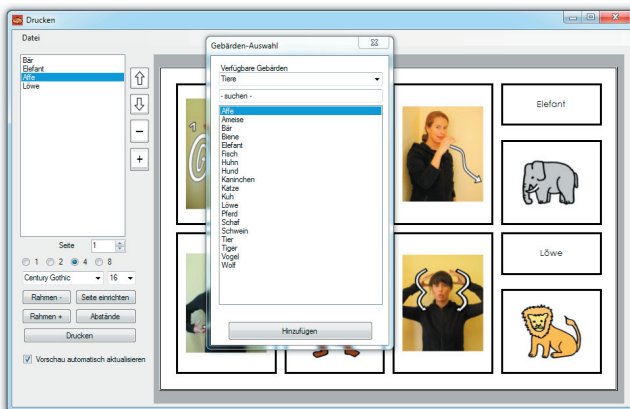 Drucken
Datei
Bär
Elefant
Affe
Löwe
Seite 1
1 2 4 8
Century Gothic 16
Rahmen - Seite einrichten
Rahmen + Abstände
Drucken
Vorschau automatisch aktualisieren
Gebärden-Auswahl
Verfügbare Gebärden
Tiere
- suchen -
Affe
Ameise
Bär
Biene
Elefant
Fisch
Huhn
Hund
Kaninchen
Katze
Kuh
Löwe
Pferd
Schaf
Schwein
Tier
Tiger
Vogel
Wolf
Hinzufügen
1
Elefant
Löwe